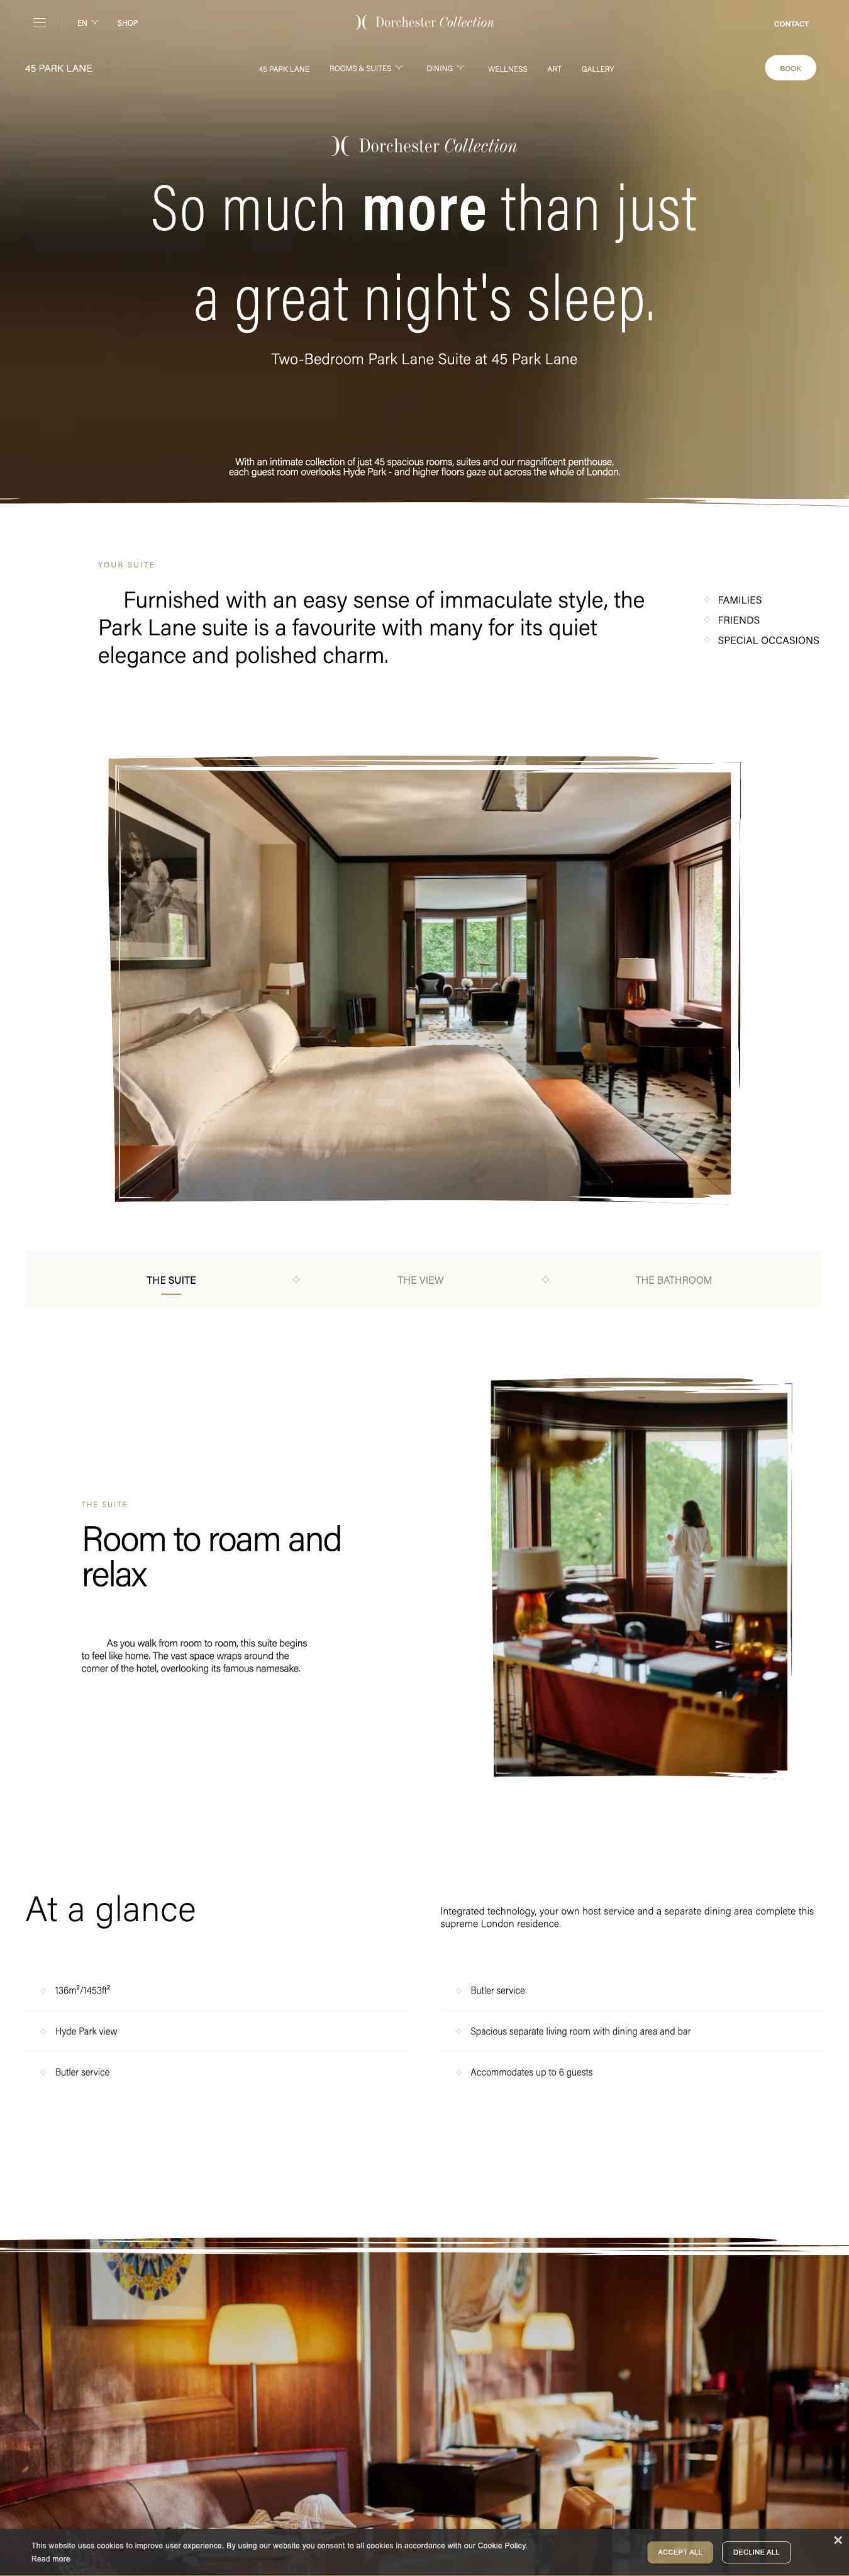 EN
SHOP
Dorchester Collection
CONTACT
45 PARK LANE
45 PARK LANE
ROOMS & SUITES
DINING
WELLNESS
ART
GALLERY
BOOK
Dorchester Collection
So much more than just
a great night's sleep.
Two-Bedroom Park Lane Suite at 45 Park Lane
With an intimate collection of just 45 spacious rooms, suites and our magnificent penthouse,
each guest room overlooks Hyde Park - and higher floors gaze out across the whole of London.
YOUR SUITE
Furnished with an easy sense of immaculate style, the
Park Lane suite is a favourite with many for its quiet
elegance and polished charm.
FAMILIES
FRIENDS
SPECIAL OCCASIONS
THE SUITE
THE VIEW
THE BATHROOM
THE SUITE
Room to roam and
relax
As you walk from room to room, this suite begins
to feel like home. The vast space wraps around the
corner of the hotel, overlooking its famous namesake.
At a glance
Integrated technology, your own host service and a separate dining area complete this
supreme London residence.
136m²/1453ft²
Hyde Park view
Butler service
Butler service
Spacious separate living room with dining area and bar
Accommodates up to 6 guests
This website uses cookies to improve user experience. By using our website you consent to all cookies in accordance with our Cookie Policy.
Read more
ACCEPT ALL
DECLINE ALL